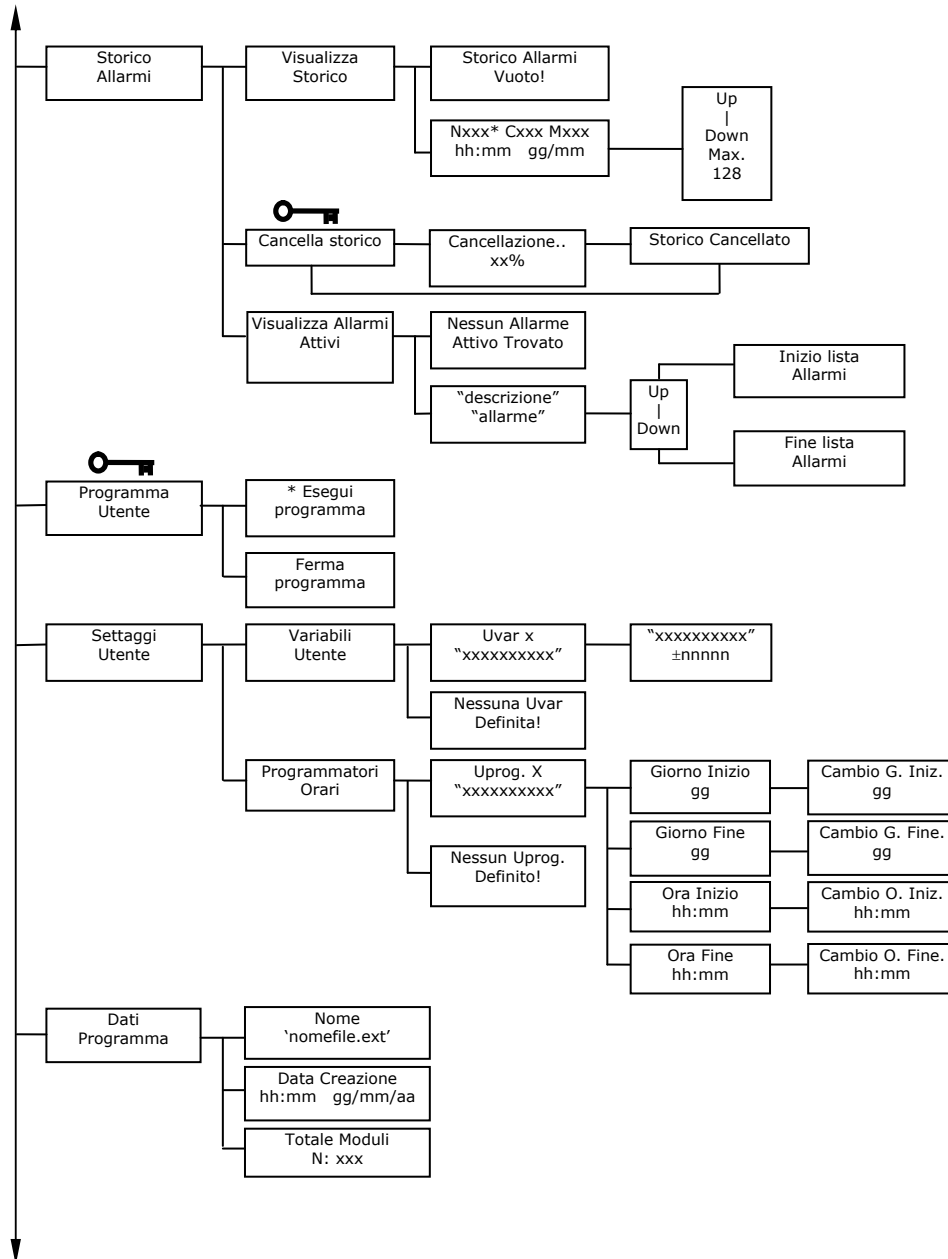 Storico
Allarmi
Visualizza
Storico
Storico Allarmi
Vuoto!
Nxxx* Cxxx Mxxx
hh:mm   gg/mm
Up
|
Down
Max.
128
Cancella storico
Cancellazione..
xx%
Storico Cancellato
Visualizza Allarmi
Attivi
Nessun Allarme
Attivo Trovato
“descrizione”
“allarme”
Up
|
Down
Inizio lista
Allarmi
Fine lista
Allarmi
Programma
Utente
* Esegui
programma
Ferma
programma
Settaggi
Utente
Variabili
Utente
Uvar x
“xxxxxxxxxx”
“xxxxxxxxxx”
±nnnnn
Nessuna Uvar
Definita!
Programmatori
Orari
Uprog. X
“xxxxxxxxxx”
Nessun Uprog.
Definito!
Giorno Inizio
gg
Cambio G. Iniz.
gg
Giorno Fine
gg
Cambio G. Fine.
gg
Ora Inizio
hh:mm
Cambio O. Iniz.
hh:mm
Ora Fine
hh:mm
Cambio O. Fine.
hh:mm
Dati
Programma
Nome
‘nomefile.ext’
Data Creazione
hh:mm   gg/mm/aa
Totale Moduli
N: xxx